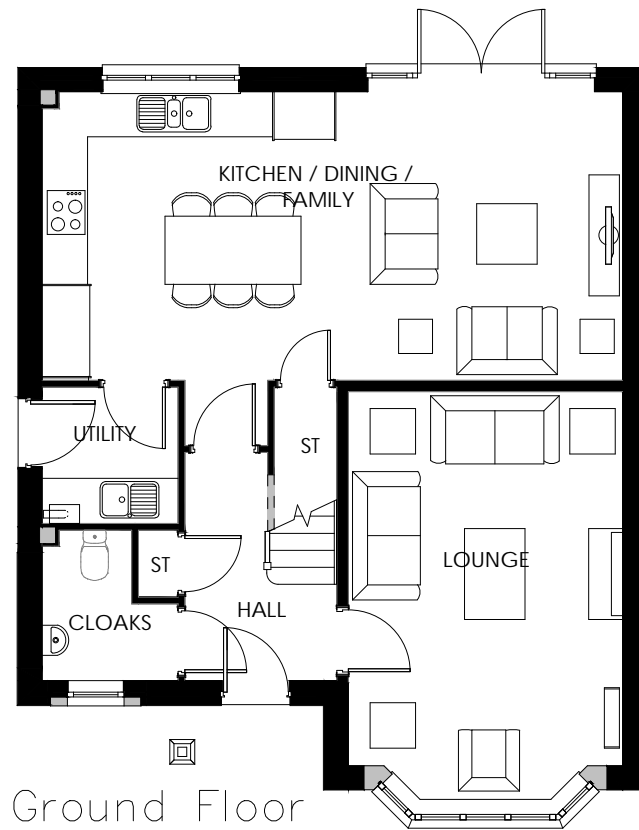 KITCHEN / DINING /
FAMILY
UTILITY
ST
LOUNGE
ST
HALL
CLOAKS
Ground Floor